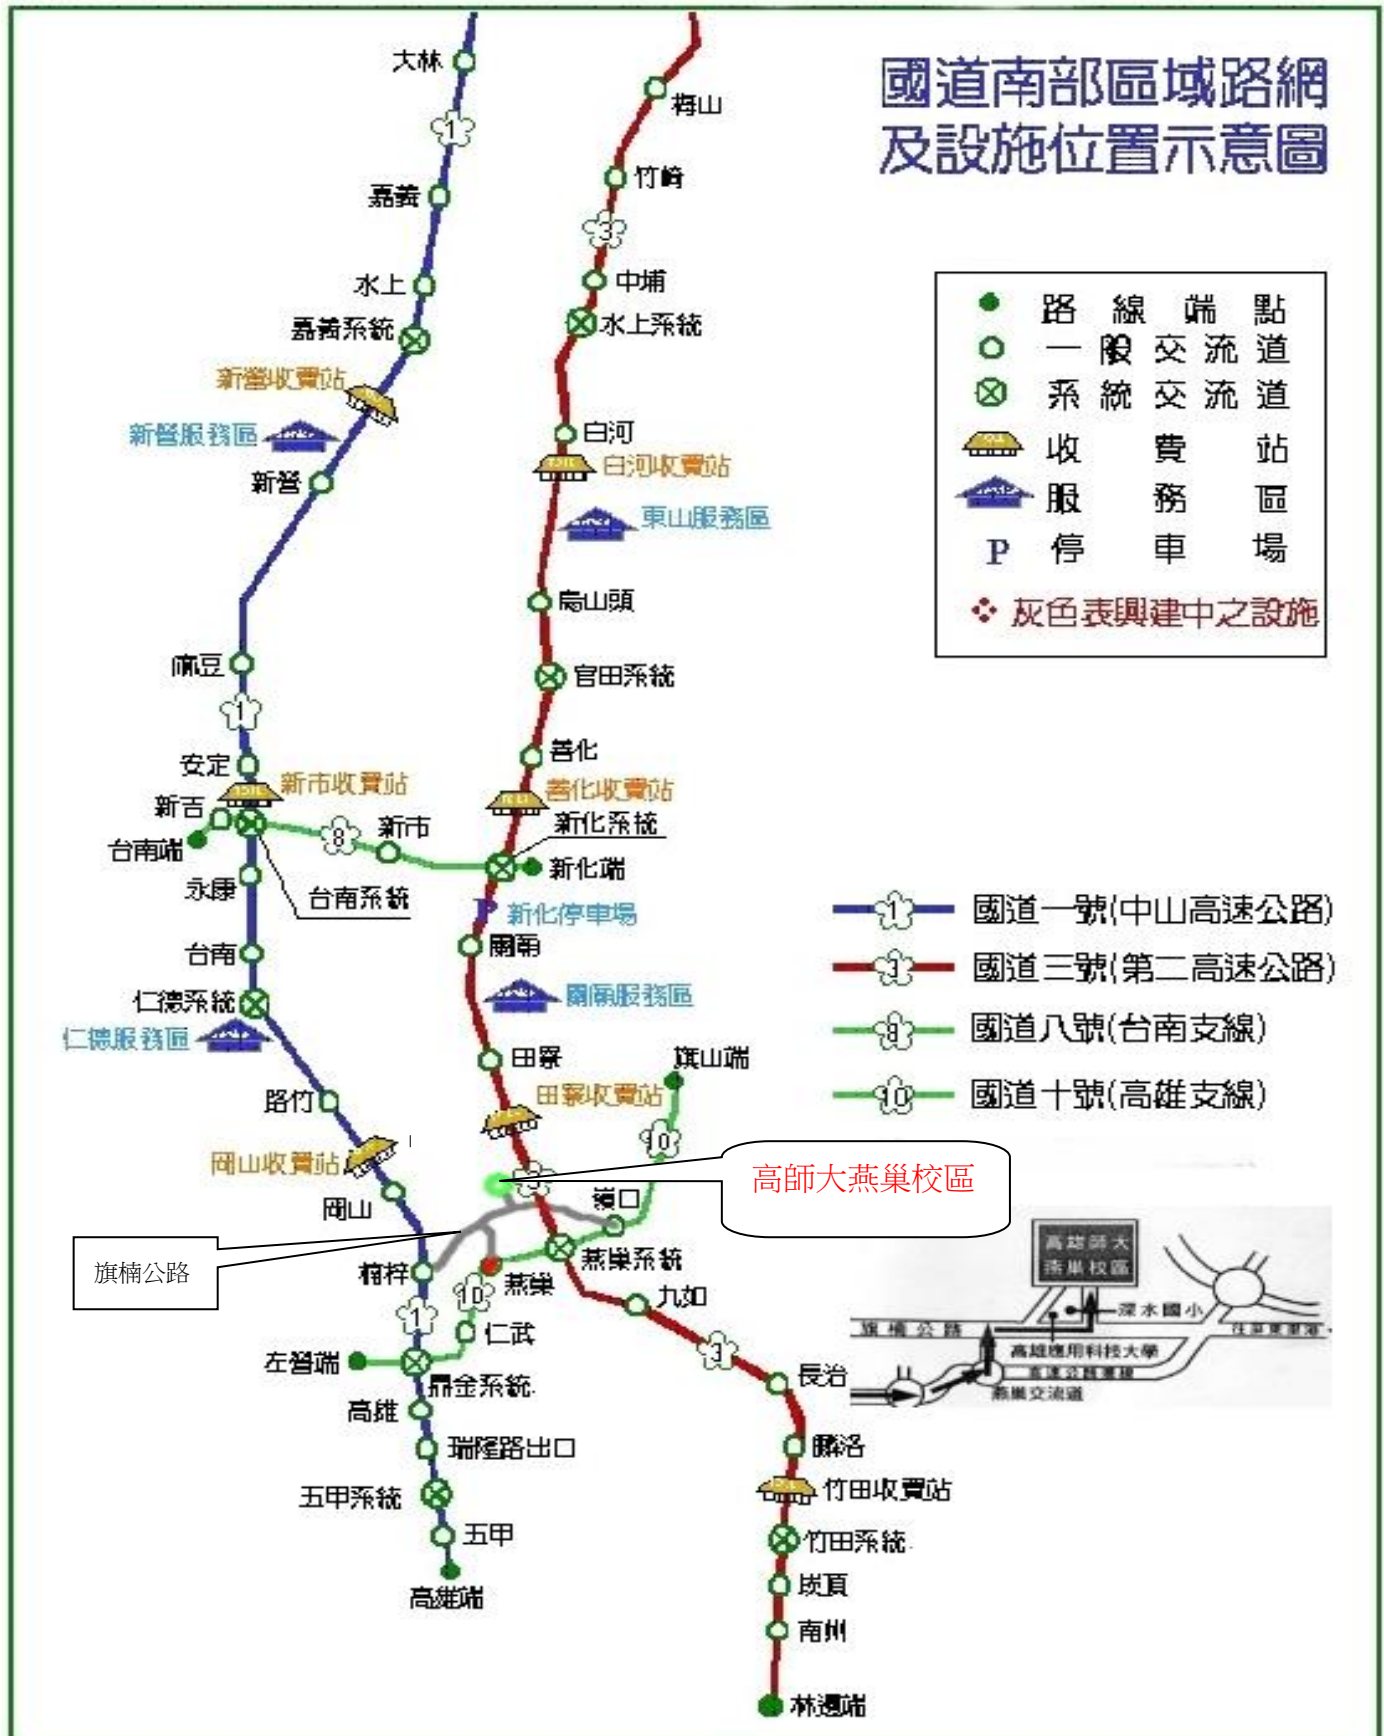 國道南部區域路網
及設施位置示意圖
大林
1
梅山
竹崎
嘉義
3
水上
中埔
嘉義系統
水上系統
路線端點
一般交流道
系統交流道
收費站
服務區
P 停車場
灰色表興建中之設施
新營收費站
新營服務區
新營
白河
白河收費站
東山服務區
烏山頭
麻豆
官田系統
1
安定
善化
新市收費站
善化收費站
新吉
新市
新化系統
8
台南端
新化端
永康
台南系統
P 新化停車場
台南
關廟
仁德系統
關廟服務區
仁德服務區
田寮
旗山端
路竹
田寮收費站
10
岡山收費站
3
高師大燕巢校區
岡山
嶺口
旗楠公路
楠梓
燕巢
燕巢系統
10
九如
1
仁武
左營端
鼎金系統
3
長治
高雄
瑞隆路出口
麟洛
五甲系統
竹田收費站
五甲
竹田系統
高雄端
崁頂
南州
林邊端
1 國道一號(中山高速公路)
3 國道三號(第二高速公路)
8 國道八號(台南支線)
10 國道十號(高雄支線)
高雄師大
燕巢校區
深水國小
旗楠公路
高雄應用科技大學
燕巢交流道